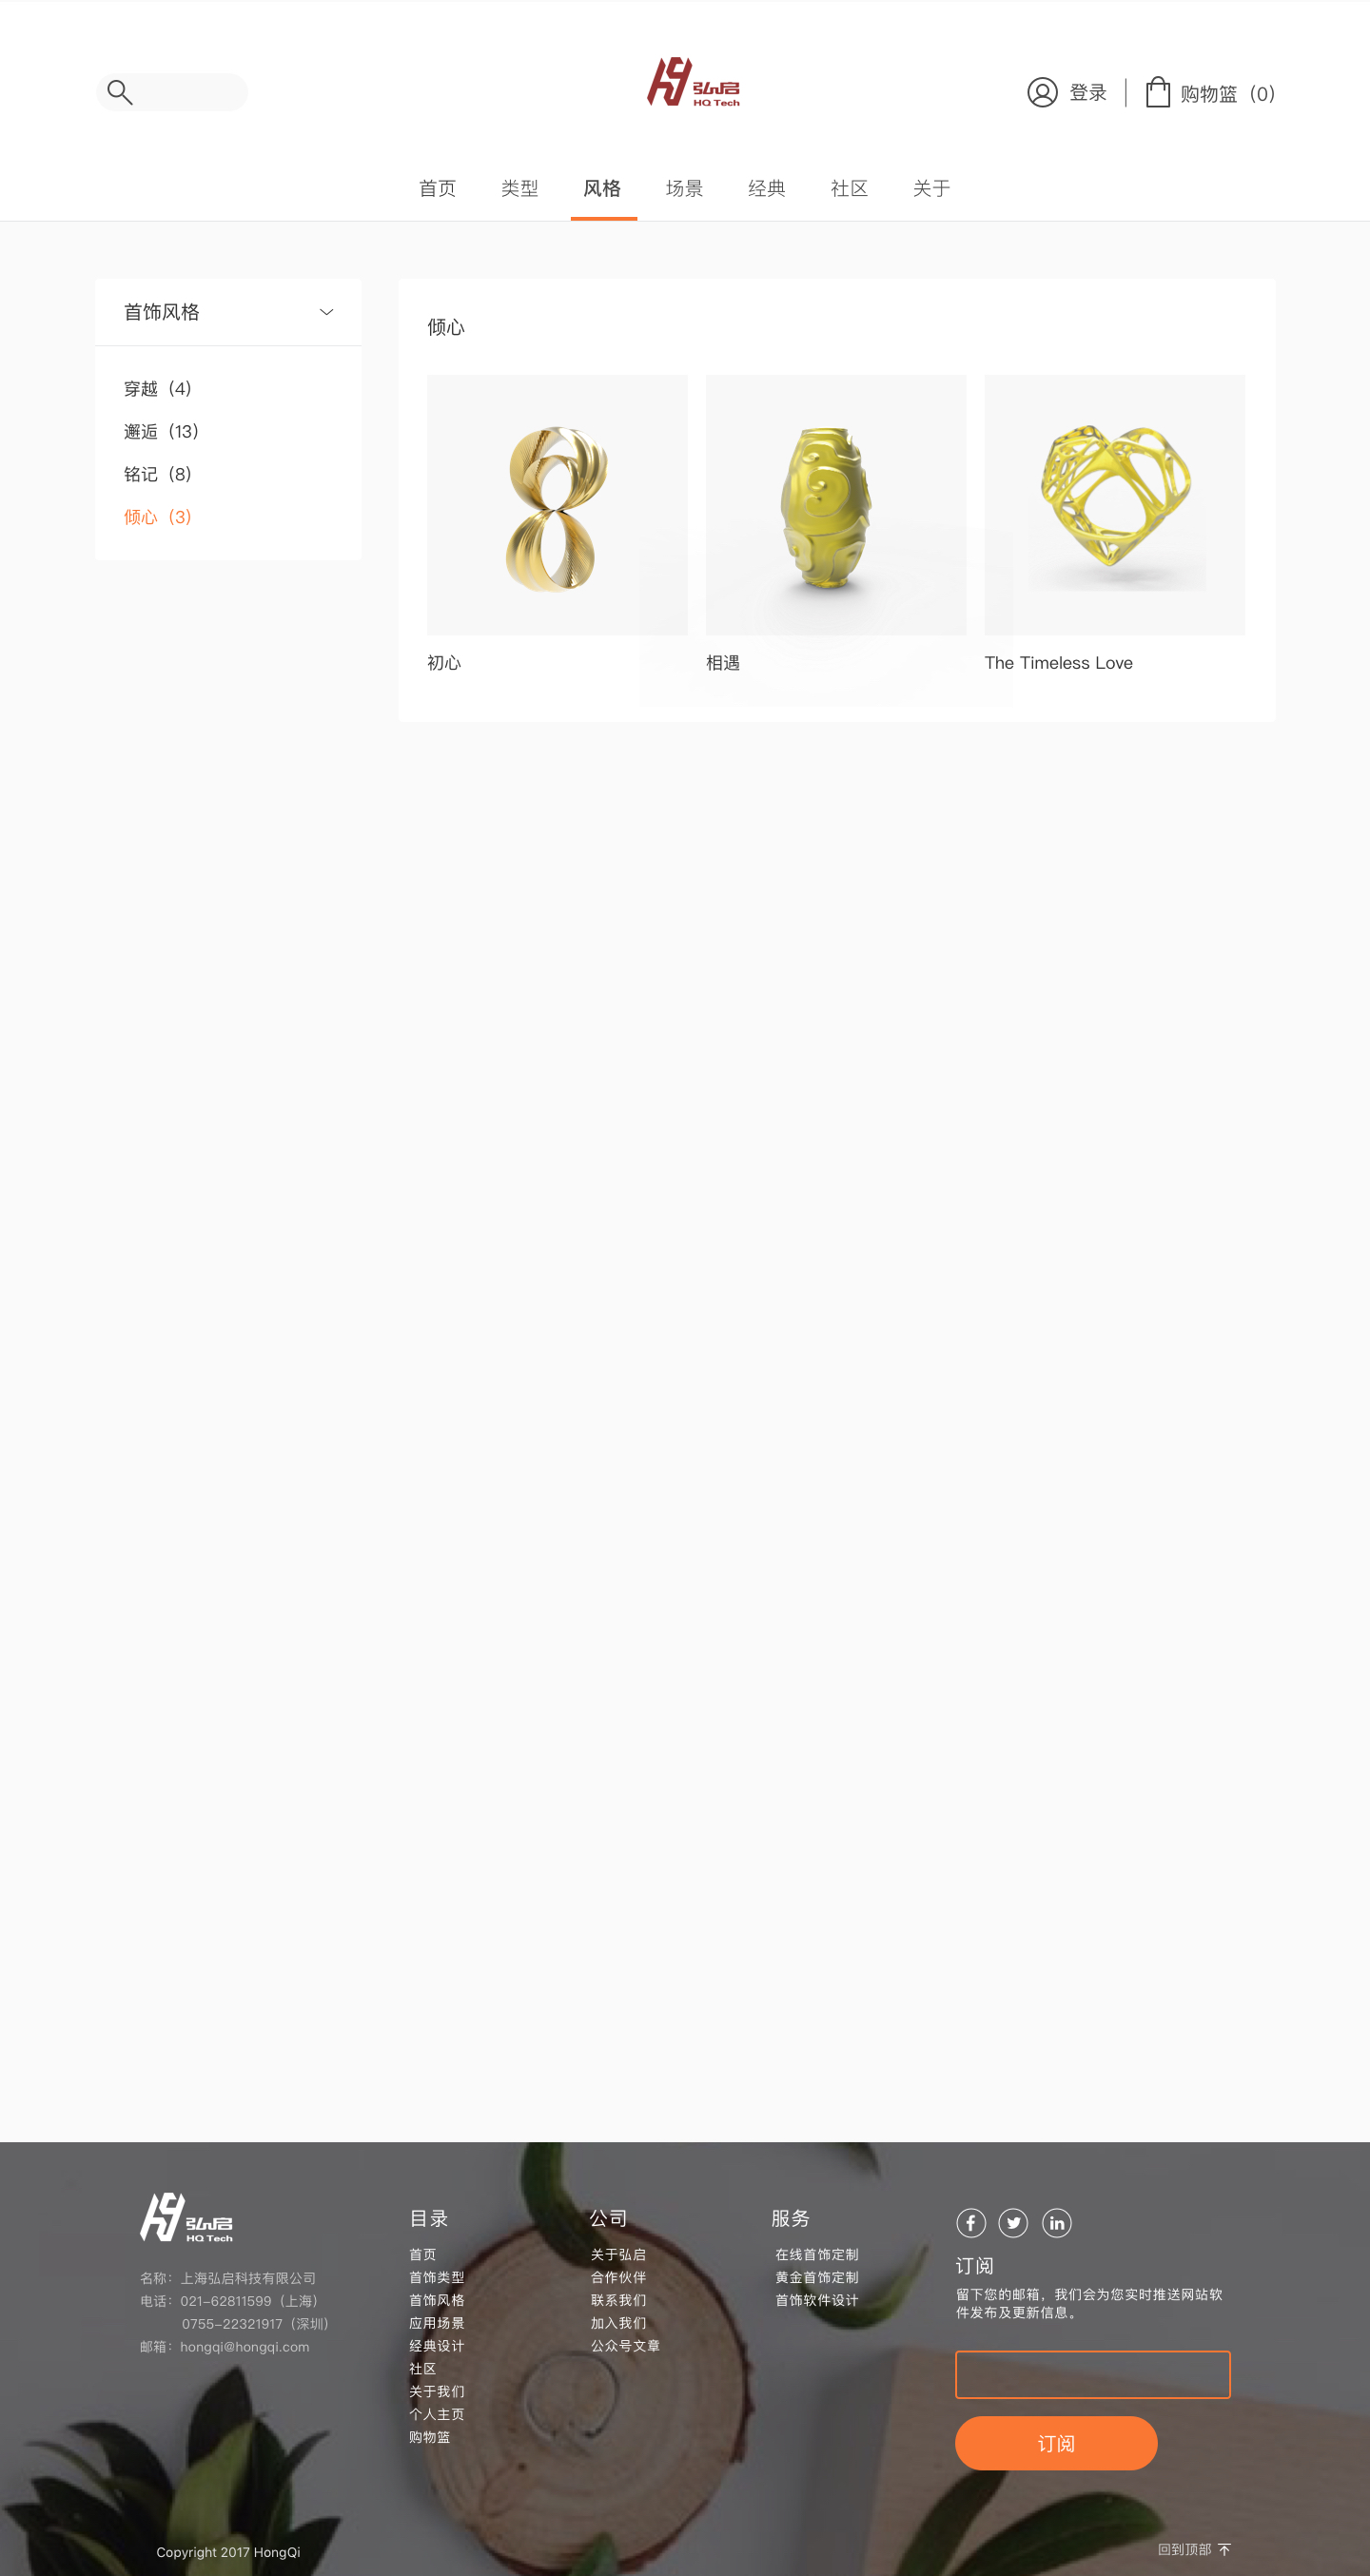 弘启
HQ Tech
登录
购物篮（0）
首页 类型 风格 场景 经典 社区 关于
首饰风格
穿越（4）
邂逅（13）
铭记（8）
倾心（3）
倾心
初心
相遇
The Timeless Love
弘启
HQ Tech
名称：上海弘启科技有限公司
电话：021-62811599（上海）
0755-22321917（深圳）
邮箱：hongqi@hongqi.com
目录
首页
首饰类型
首饰风格
应用场景
经典设计
社区
关于我们
个人主页
购物篮
公司
关于弘启
合作伙伴
联系我们
加入我们
公众号文章
服务
在线首饰定制
黄金首饰定制
首饰软件设计
订阅
留下您的邮箱，我们会为您实时推送网站软
件发布及更新信息。
订阅
Copyright 2017 HongQi
回到顶部